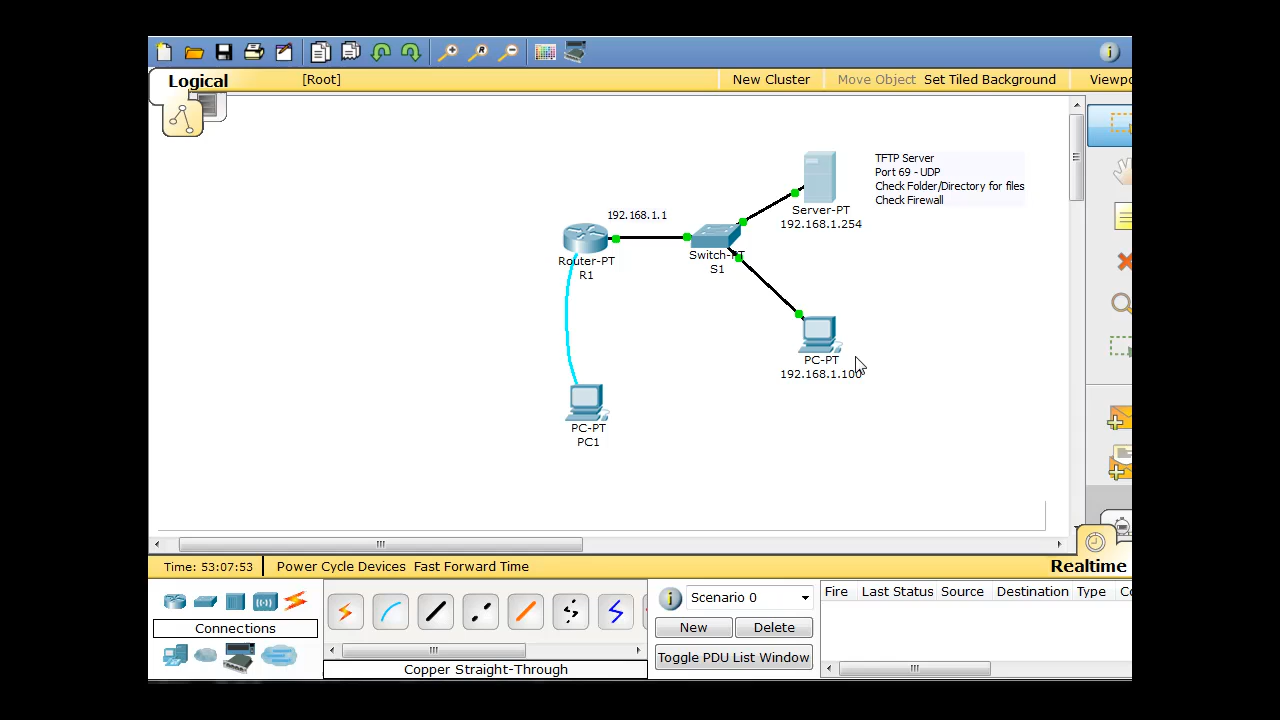 Logical
[Root]
New Cluster
Move Object
Set Tiled Background
Viewpo
TFTP Server
Port 69 - UDP
Check Folder/Directory for files
Check Firewall
Server-PT
192.168.1.254
192.168.1.1
Router-PT
R1
Switch-PT
S1
PC-PT
192.168.1.100
PC-PT
PC1
Time: 53:07:53
Power Cycle Devices
Fast Forward Time
Realtime
Connections
Copper Straight-Through
Scenario 0
New
Delete
Toggle PDU List Window
Fire
Last Status
Source
Destination
Type
Co